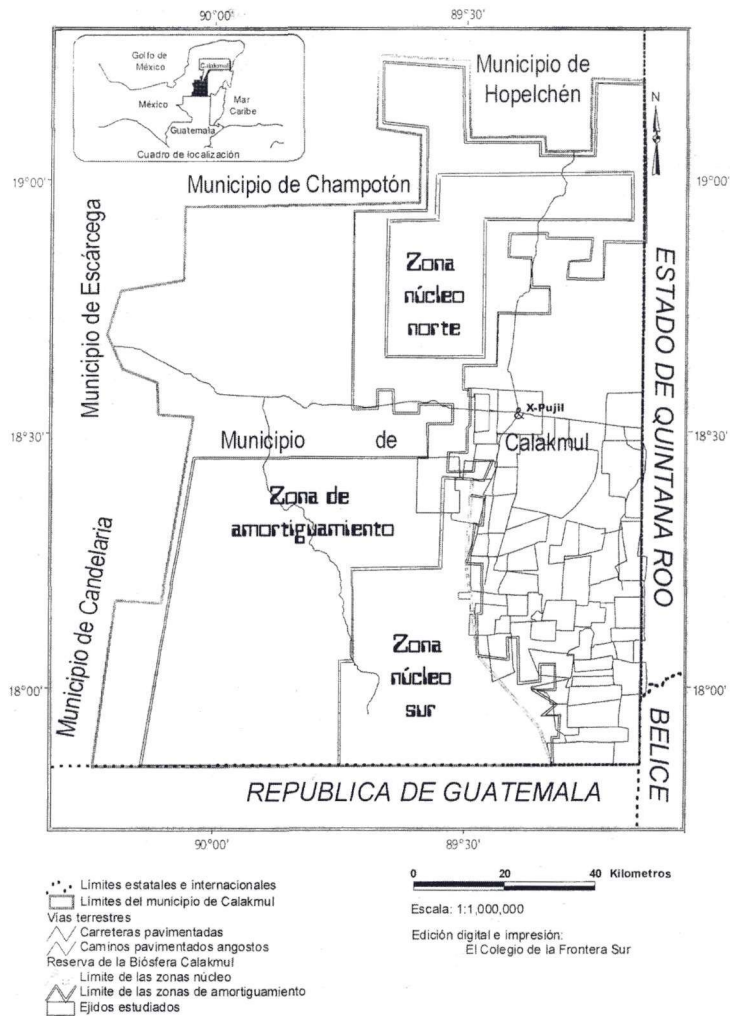 90°00'
89°30'
Golfo de
México
Calakmul
México
Mar
Caribe
Guatemala
Cuadro de localización
Municipio de
Hopelchén
N
19°00'
19°00'
Municipio de Champotón
Municipio de Escárcega
Zona
núcleo
norte
ESTADO DE QUINTANA ROO
X-Pujil
18°30'
18°30'
Municipio de Calakmul
Zona de
amortiguamiento
Municipio de Candelaria
Zona
núcleo
sur
18°00'
18°00'
BELICE
REPUBLICA DE GUATEMALA
90°00'
89°30'
Limites estatales e internacionales
Limites del municipio de Calakmul
Vias terrestres
Carreteras pavimentadas
Caminos pavimentados angostos
Reserva de la Biósfera Calakmul
Limite de las zonas núcleo
Limite de las zonas de amortiguamiento
Ejidos estudiados
0 20 40 Kilometros
Escala: 1:1,000,000
Edición digital e impresión:
El Colegio de la Frontera Sur